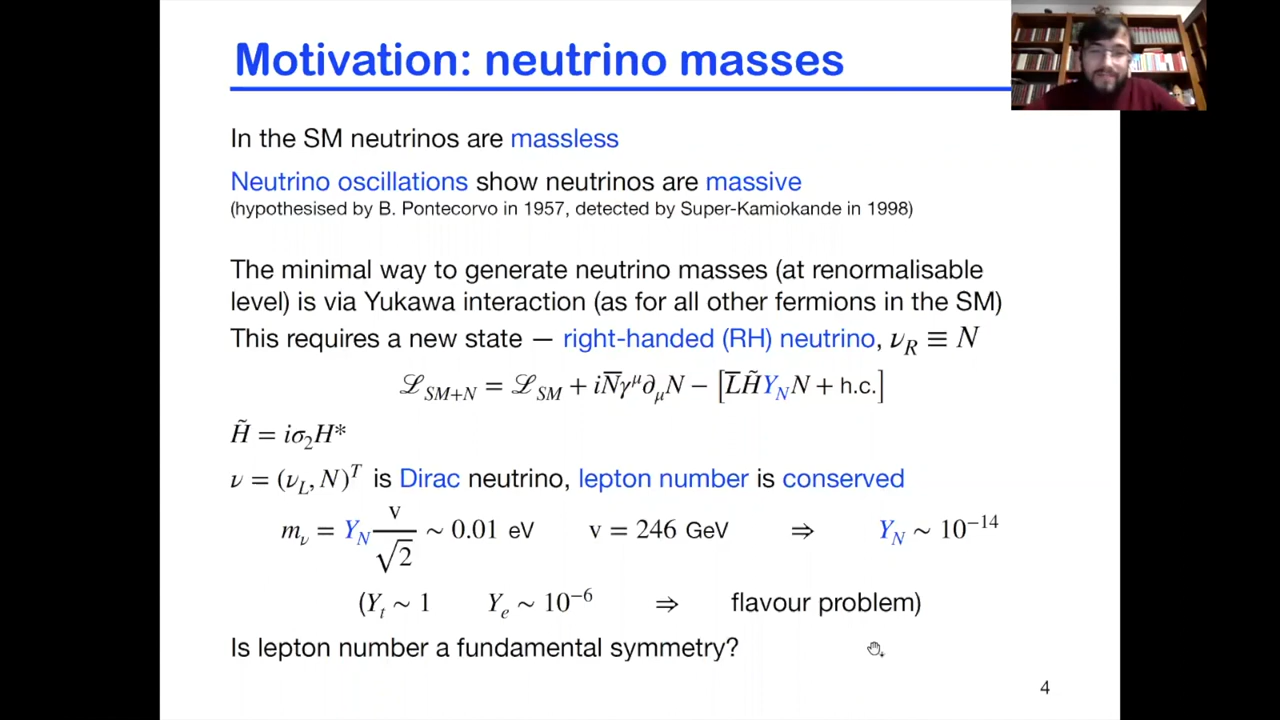 Motivation: neutrino masses
In the SM neutrinos are massless
Neutrino oscillations show neutrinos are massive
(hypothesised by B. Pontecorvo in 1957, detected by Super-Kamiokande in 1998)
The minimal way to generate neutrino masses (at renormalisable
level) is via Yukawa interaction (as for all other fermions in the SM)
This requires a new state — right-handed (RH) neutrino, ν_R ≡ N
ℒ_{SM+N} = ℒ_{SM} + iN̅γ^μ∂_μN − [L̅H̃Y_N N + h.c.]
H̃ = iσ₂H*
ν = (ν_L, N)^T is Dirac neutrino, lepton number is conserved
m_ν = Y_N v/√2 ∼ 0.01 eV v = 246 GeV ⇒ Y_N ∼ 10^{−14}
(Y_t ∼ 1 Y_e ∼ 10^{−6} ⇒ flavour problem)
Is lepton number a fundamental symmetry?
4